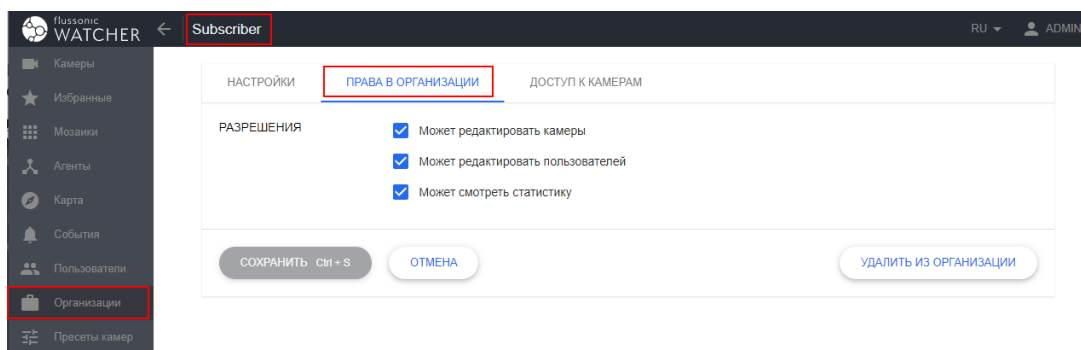 flussonic
WATCHER
Subscriber
RU
ADMIN
Камеры
Избранные
Мозаики
Агенты
Карта
События
Пользователи
Организации
Пресеты камер
НАСТРОЙКИ ПРАВА В ОРГАНИЗАЦИИ ДОСТУП К КАМЕРАМ
РАЗРЕШЕНИЯ
Может редактировать камеры
Может редактировать пользователей
Может смотреть статистику
СОХРАНИТЬ Ctrl + S ОТМЕНА УДАЛИТЬ ИЗ ОРГАНИЗАЦИИ